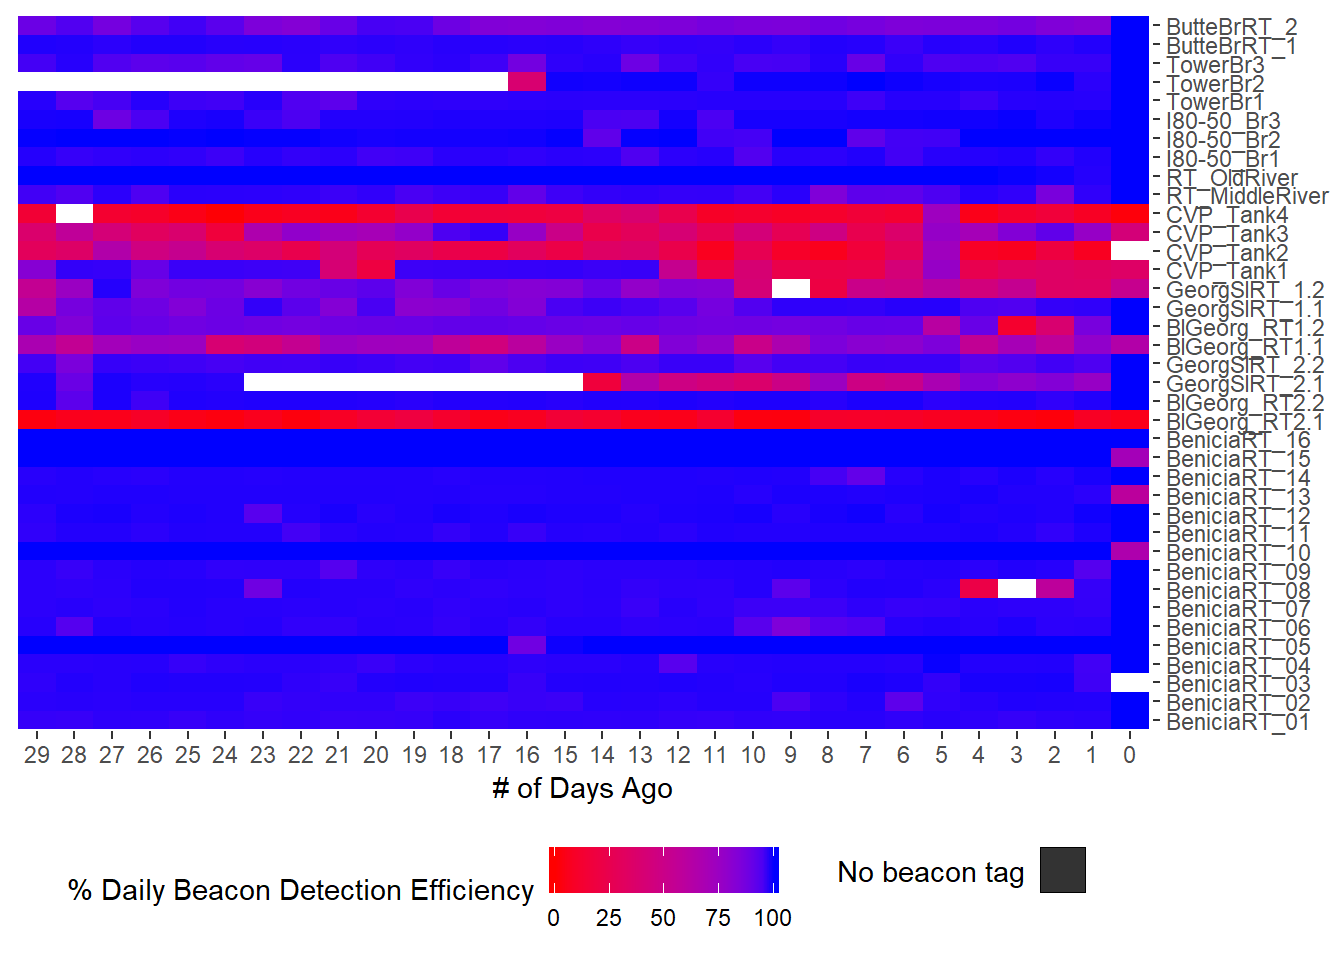 ButteBrRT_2
ButteBrRT_1
TowerBr3
TowerBr2
TowerBr1
I80-50_Br3
I80-50_Br2
I80-50_Br1
RT_OldRiver
RT_MiddleRiver
CVP_Tank4
CVP_Tank3
CVP_Tank2
CVP_Tank1
GeorgSlRT_1.2
GeorgSlRT_1.1
BlGeorg_RT1.2
BlGeorg_RT1.1
GeorgSlRT_2.2
GeorgSlRT_2.1
BlGeorg_RT2.2
BlGeorg_RT2.1
BeniciaRT_16
BeniciaRT_15
BeniciaRT_14
BeniciaRT_13
BeniciaRT_12
BeniciaRT_11
BeniciaRT_10
BeniciaRT_09
BeniciaRT_08
BeniciaRT_07
BeniciaRT_06
BeniciaRT_05
BeniciaRT_04
BeniciaRT_03
BeniciaRT_02
BeniciaRT_01
29 28 27 26 25 24 23 22 21 20 19 18 17 16 15 14 13 12 11 10 9 8 7 6 5 4 3 2 1 0
# of Days Ago
% Daily Beacon Detection Efficiency
0 25 50 75 100
No beacon tag